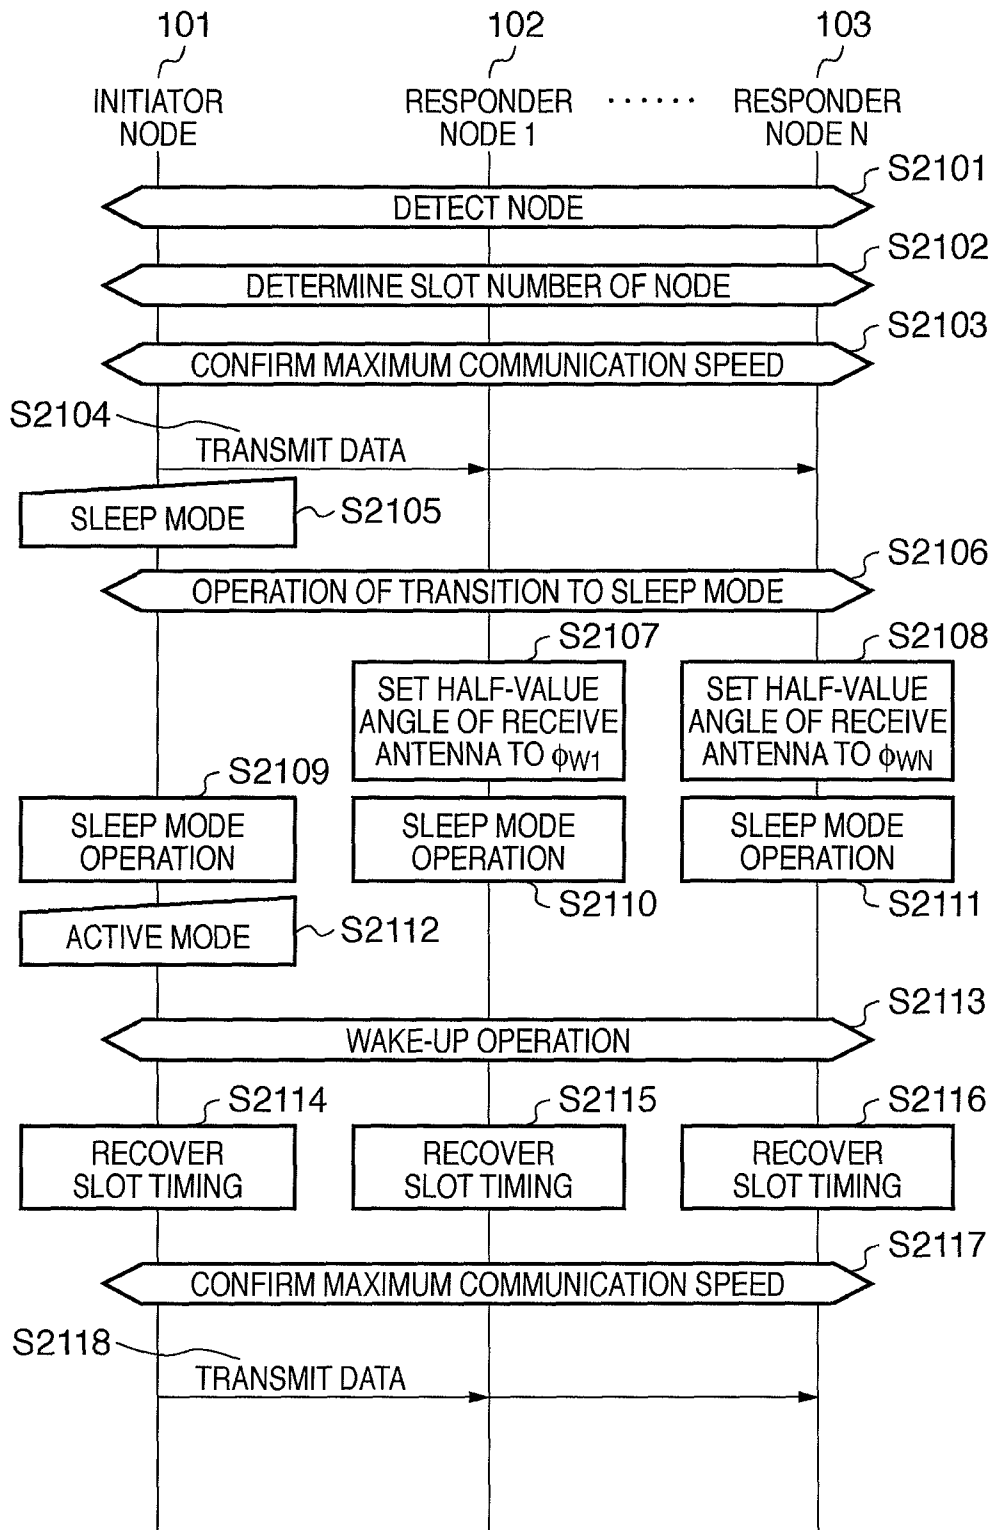 101 102 103
INITIATOR NODE
RESPONDER NODE 1
......
RESPONDER NODE N
S2101
DETECT NODE
S2102
DETERMINE SLOT NUMBER OF NODE
S2103
CONFIRM MAXIMUM COMMUNICATION SPEED
S2104
TRANSMIT DATA
SLEEP MODE
S2105
S2106
OPERATION OF TRANSITION TO SLEEP MODE
S2107
SET HALF-VALUE
ANGLE OF RECEIVE
ANTENNA TO ϕW1
S2108
SET HALF-VALUE
ANGLE OF RECEIVE
ANTENNA TO ϕWN
S2109
SLEEP MODE
OPERATION
SLEEP MODE
OPERATION
S2110
SLEEP MODE
OPERATION
S2111
ACTIVE MODE
S2112
S2113
WAKE-UP OPERATION
S2114
RECOVER
SLOT TIMING
S2115
RECOVER
SLOT TIMING
S2116
RECOVER
SLOT TIMING
S2117
CONFIRM MAXIMUM COMMUNICATION SPEED
S2118
TRANSMIT DATA